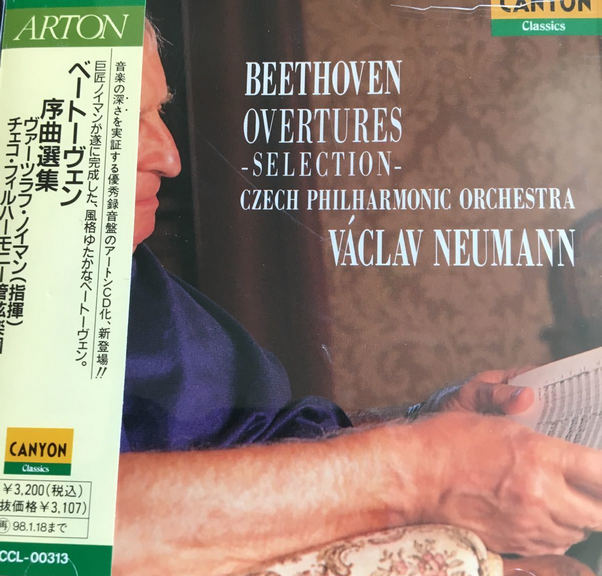 ARTON
音楽の深さを実証する優秀録音盤のアートンCD化、新登場!!
巨匠ノイマンが遂に完成した、風格ゆたかなベートーヴェン。
ベートーヴェン
序曲選集
ヴァーツラフ・ノイマン(指揮)
チェコ・フィルハーモニー管弦楽団
CANYON
Classics
¥3,200(税込)
抜価格¥3,107)
再 98.1.18まで
CCL-00313
CANYON
Classics
BEETHOVEN
OVERTURES
-SELECTION-
CZECH PHILHARMONIC ORCHESTRA
VÁCLAV NEUMANN